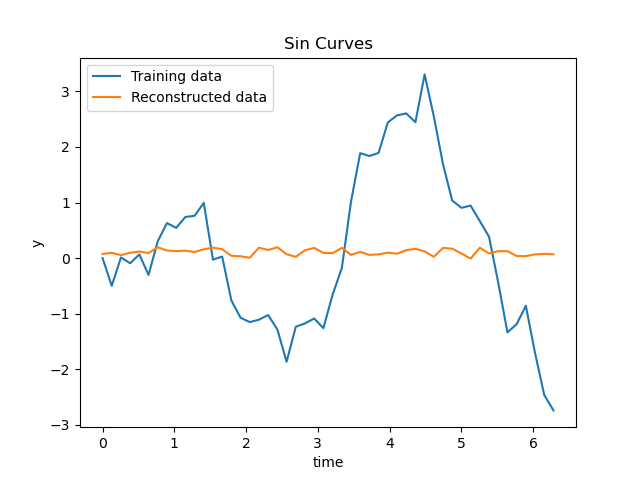 Sin Curves
Training data
Reconstructed data
3
2
1
0
−1
−2
−3
y
0 1 2 3 4 5 6
time